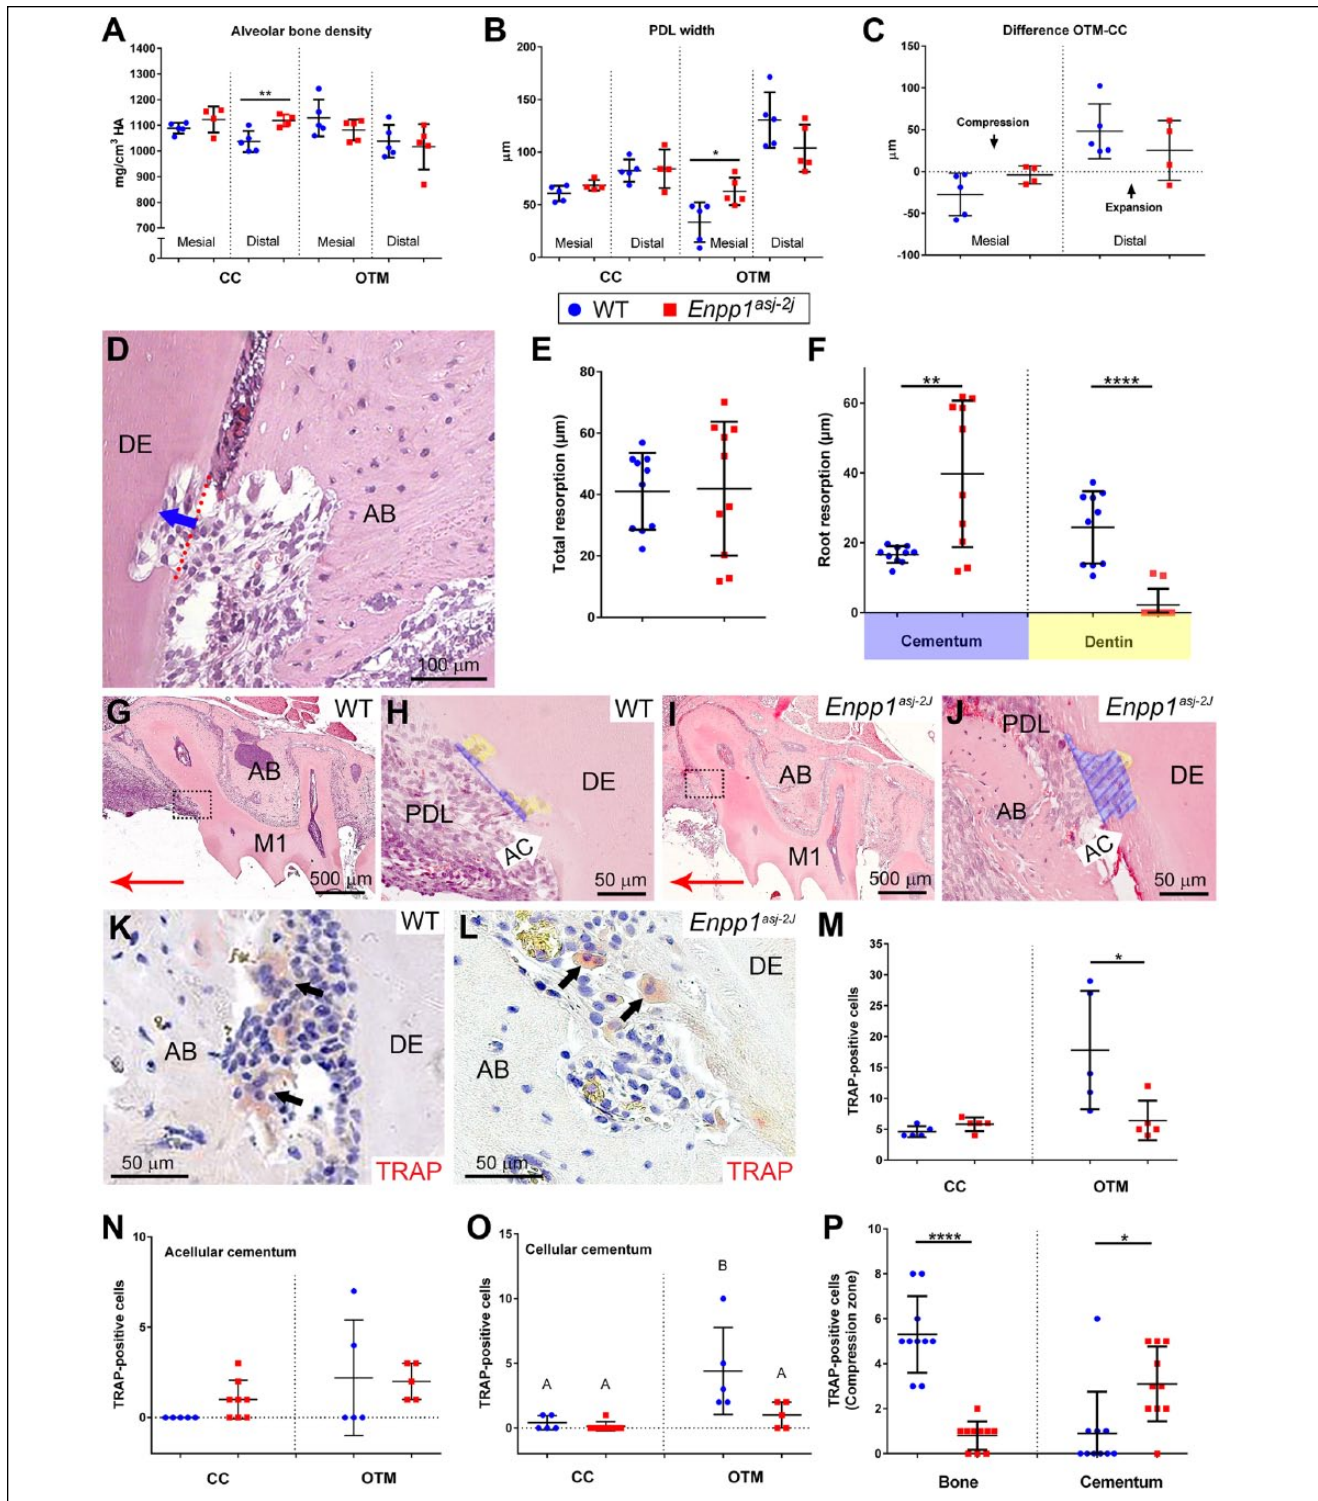 A
Alveolar bone density
1400
1300
1200
1100
1000
900
800
700
0
mg/cm³ HA
**
Mesial
Distal
Mesial
Distal
CC
OTM
B
PDL width
200
150
100
50
0
µm
*
Mesial
Distal
Mesial
Distal
CC
OTM
C
Difference OTM-CC
150
100
50
0
-50
-100
µm
Compression
Expansion
Mesial
Distal
WT
Enpp1asj-2j
D
DE
AB
100 µm
E
80
60
40
20
0
Total resorption (µm)
F
60
40
20
0
Root resorption (µm)
**
****
Cementum
Dentin
G
WT
AB
M1
500 µm
H
WT
DE
PDL
AC
50 µm
I
Enpp1asj-2J
AB
M1
500 µm
J
Enpp1asj-2J
PDL
DE
AB
AC
50 µm
K
WT
AB
DE
50 µm
TRAP
L
Enpp1asj-2J
DE
AB
50 µm
TRAP
M
35
30
25
20
15
10
5
0
TRAP-positive cells
*
CC
OTM
N
Acellular cementum
10
5
0
TRAP-positive cells
CC
OTM
O
Cellular cementum
15
10
5
0
TRAP-positive cells
A
A
B
A
CC
OTM
P
10
8
6
4
2
0
TRAP-positive cells
(Compression zone)
****
*
Bone
Cementum